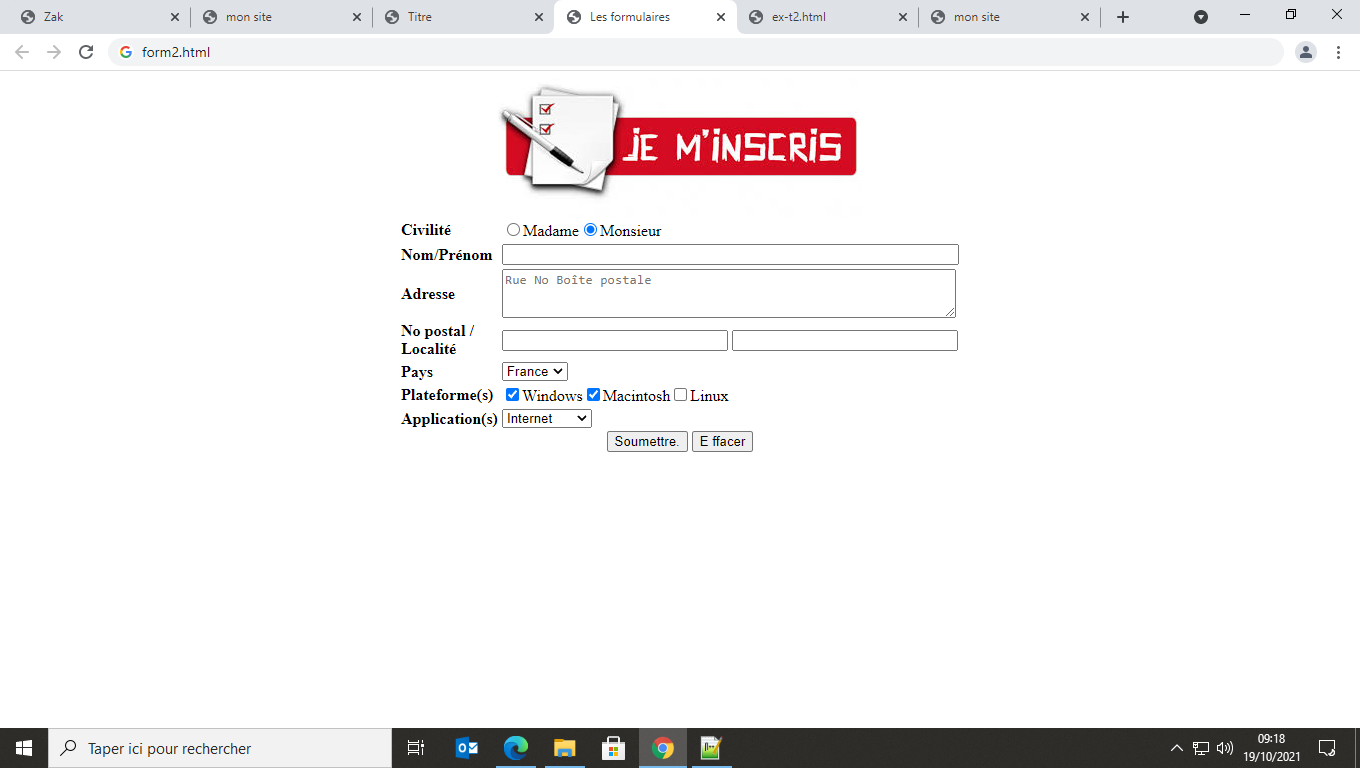 Zak
mon site
Titre
Les formulaires
ex-t2.html
mon site
form2.html
JE M'INSCRIS
Civilité Madame Monsieur
Nom/Prénom
Adresse Rue No Boîte postale
No postal /
Localité
Pays France
Plateforme(s) Windows Macintosh Linux
Application(s) Internet
Soumettre. E ffacer
Taper ici pour rechercher
09:18
19/10/2021